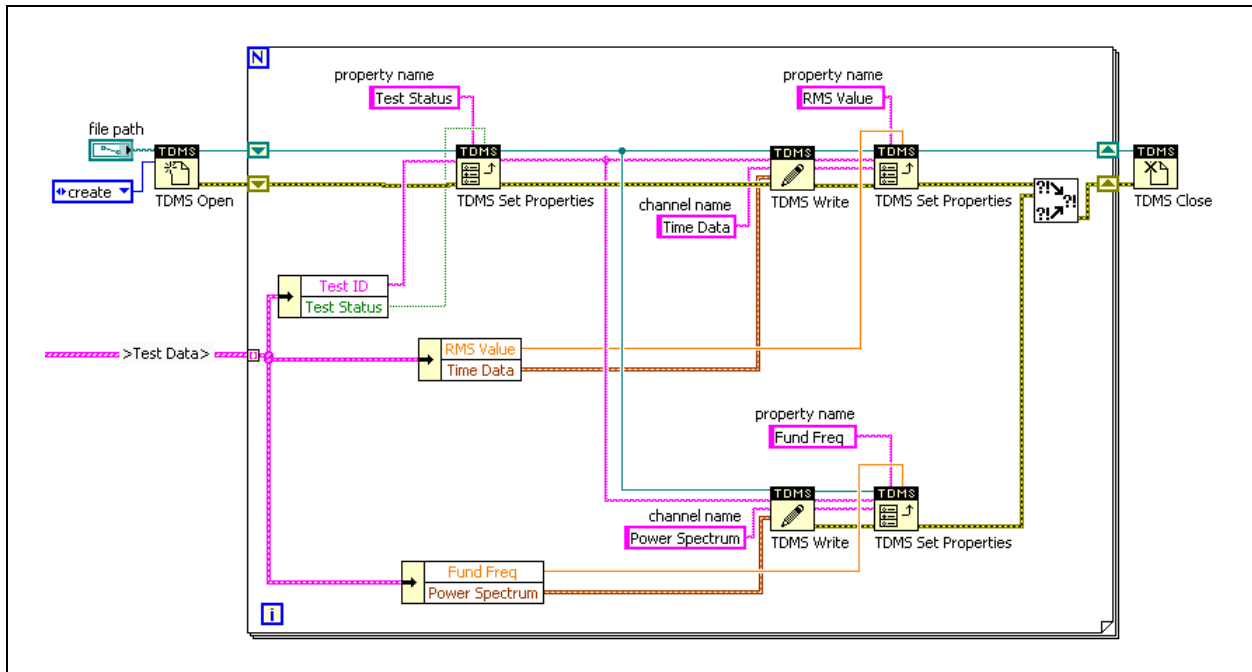 N
property name
Test Status
property name
RMS Value
file path
TDMS
create
TDMS Open
TDMS
TDMS Set Properties
TDMS
TDMS Write
TDMS
TDMS Set Properties
?!
?!
?!
TDMS
TDMS Close
channel name
Time Data
Test ID
Test Status
>Test Data>
RMS Value
Time Data
property name
Fund Freq
TDMS
TDMS Write
TDMS
TDMS Set Properties
channel name
Power Spectrum
Fund Freq
Power Spectrum
i